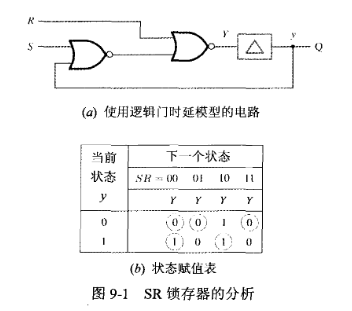 R
S
Y
△
y
Q
(a) 使用逻辑门时延模型的电路
当前
状态
y
下一个状态
SR = 00 01 10 11
Y Y Y Y
0 0 0 1 0
1 1 0 1 0
(b) 状态赋值表
图 9-1 SR 锁存器的分析